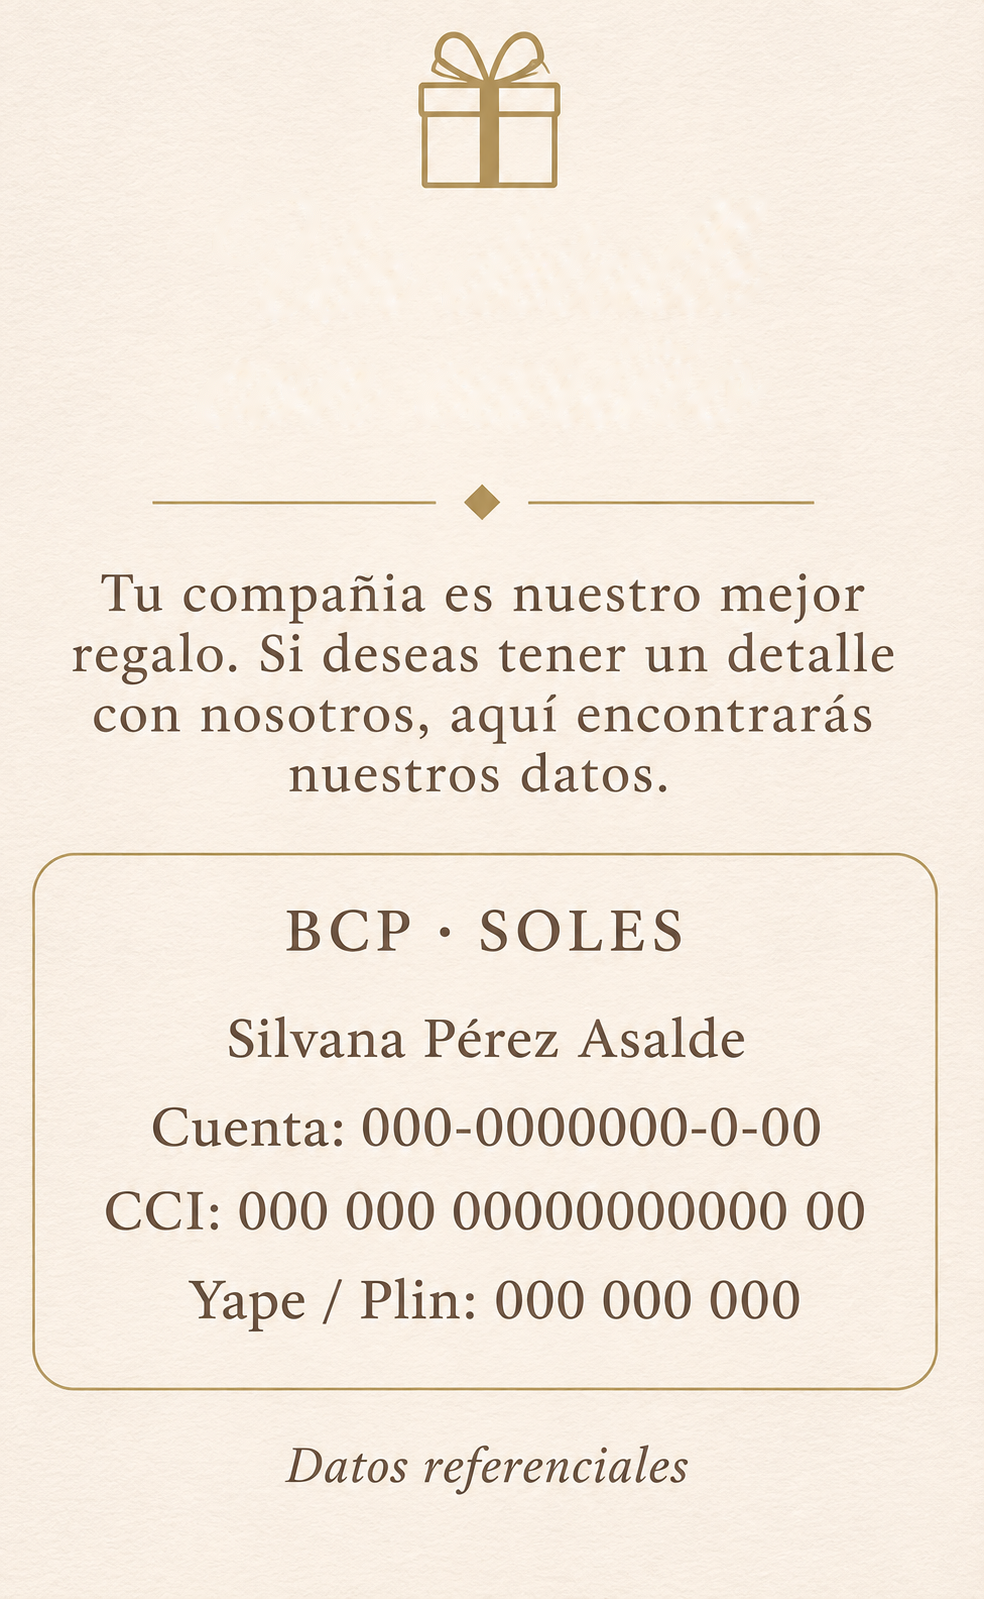 Tu compañia es nuestro mejor
regalo. Si deseas tener un detalle
con nosotros, aquí encontrarás
nuestros datos.
BCP · SOLES
Silvana Pérez Asalde
Cuenta: 000-0000000-0-00
CCI: 000 000 000000000000 00
Yape / Plin: 000 000 000
Datos referenciales